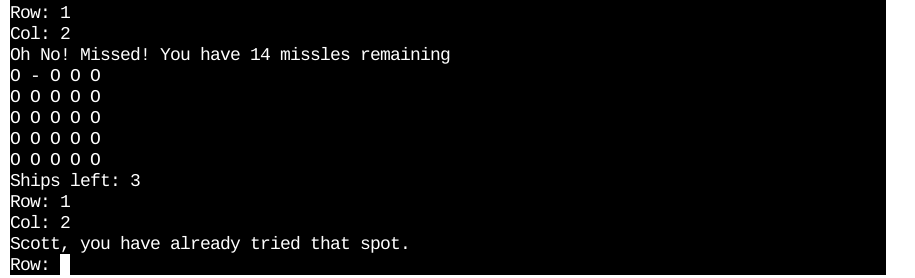 Row: 1
Col: 2
Oh No! Missed! You have 14 missles remaining
O - O O O
O O O O O
O O O O O
O O O O O
O O O O O
Ships left: 3
Row: 1
Col: 2
Scott, you have already tried that spot.
Row: